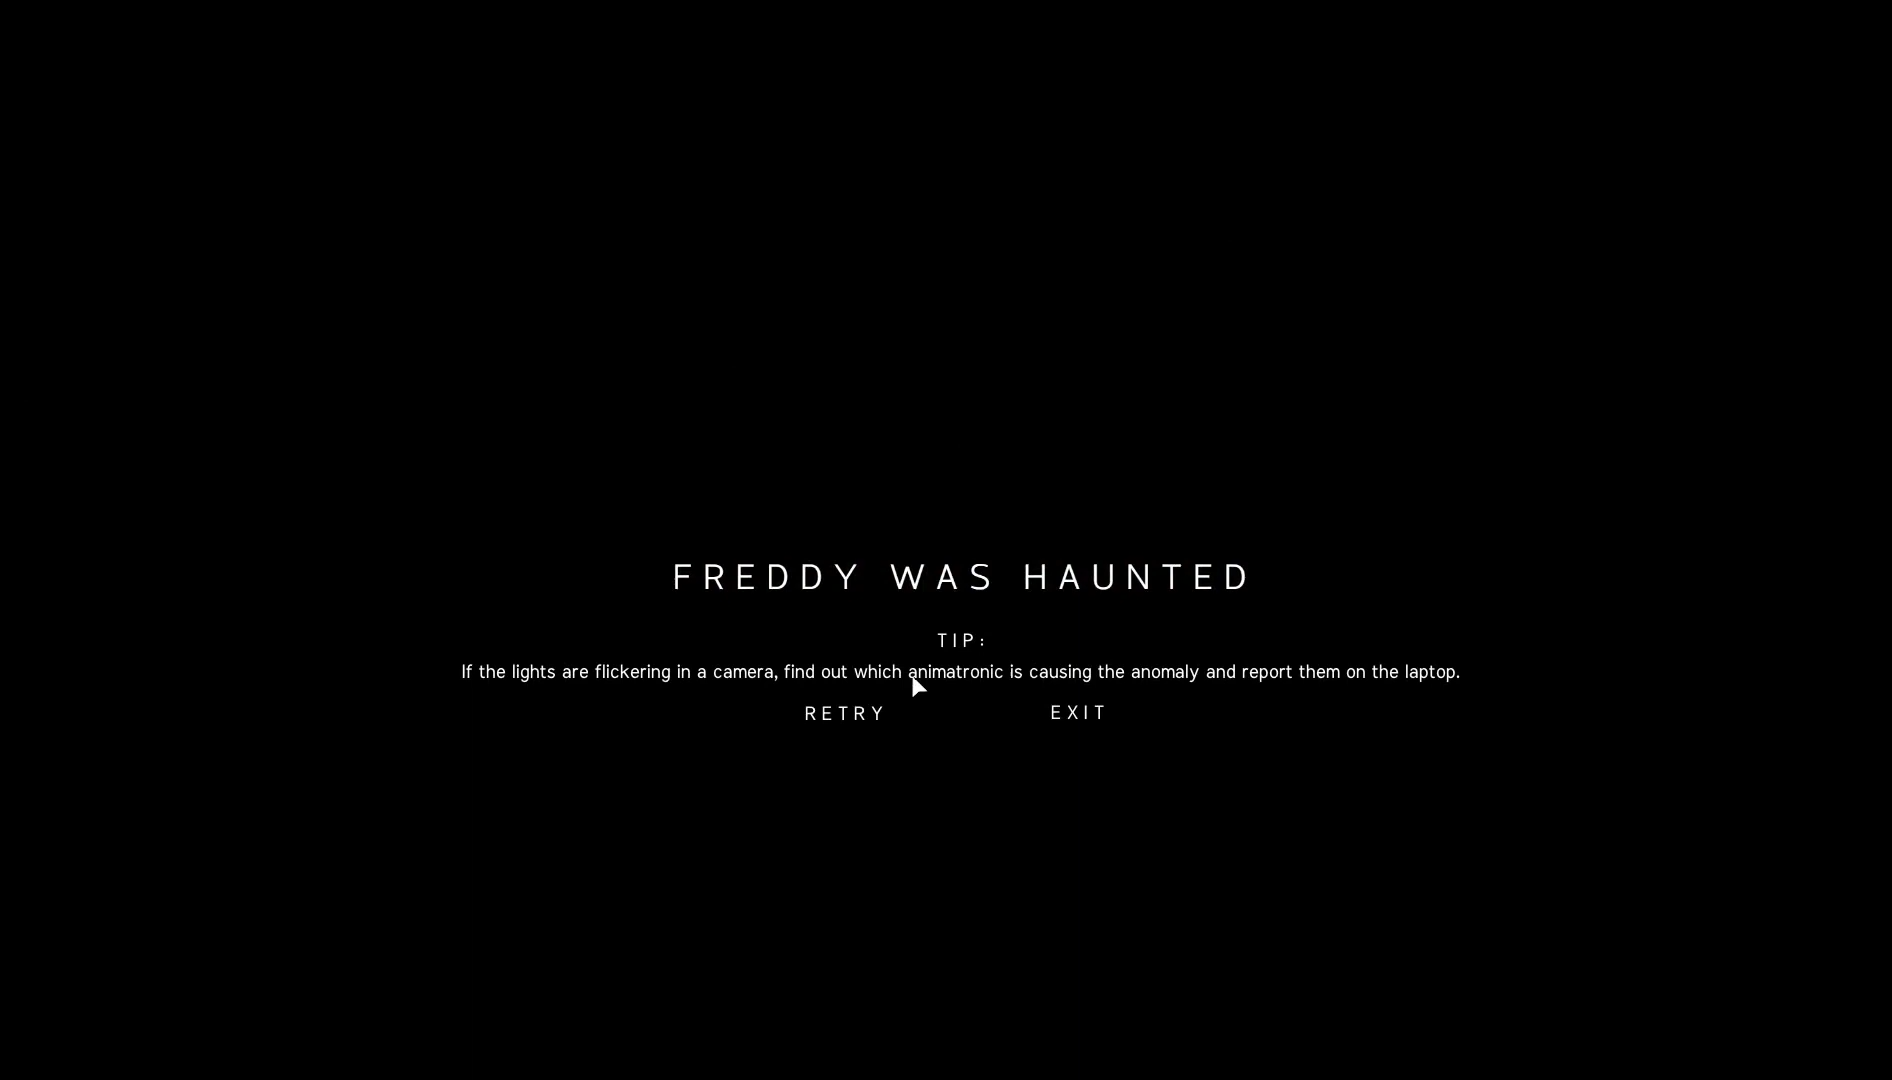 FREDDY WAS HAUNTED
TIP:
If the lights are flickering in a camera, find out which animatronic is causing the anomaly and report them on the laptop.
RETRY EXIT